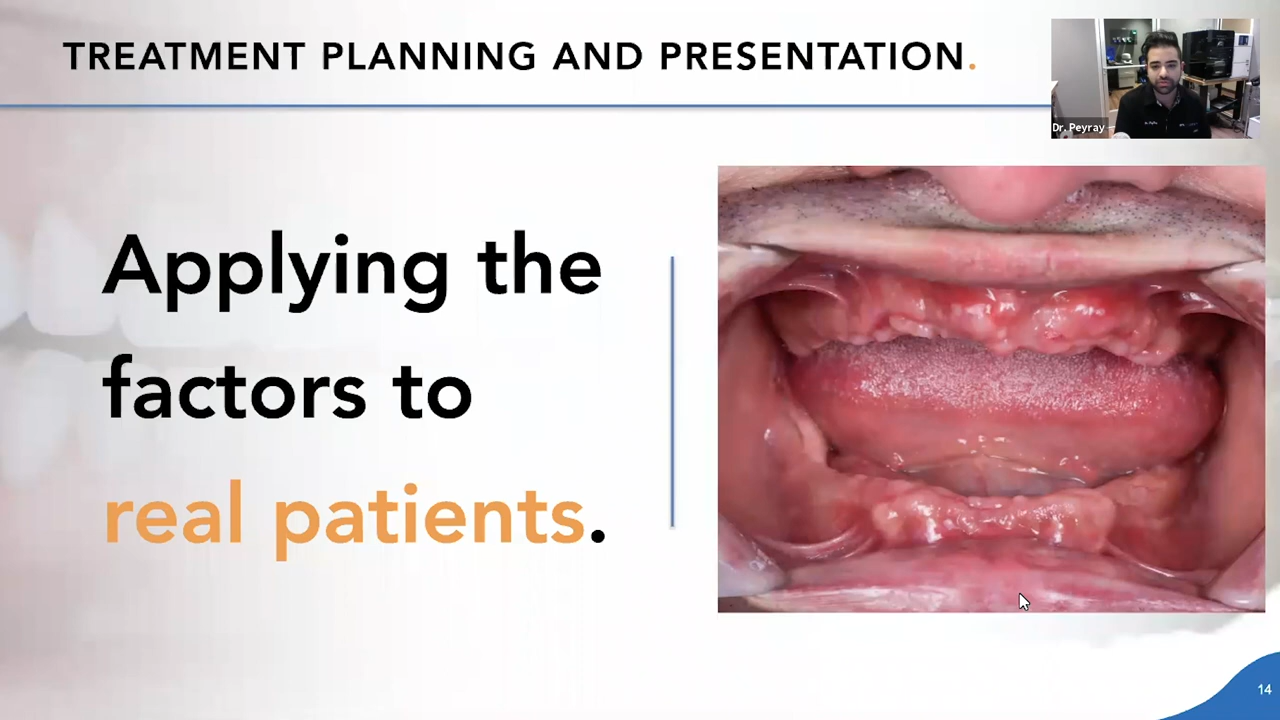 TREATMENT PLANNING AND PRESENTATION.
Dr. Peyray
Applying the
factors to
real patients.
14